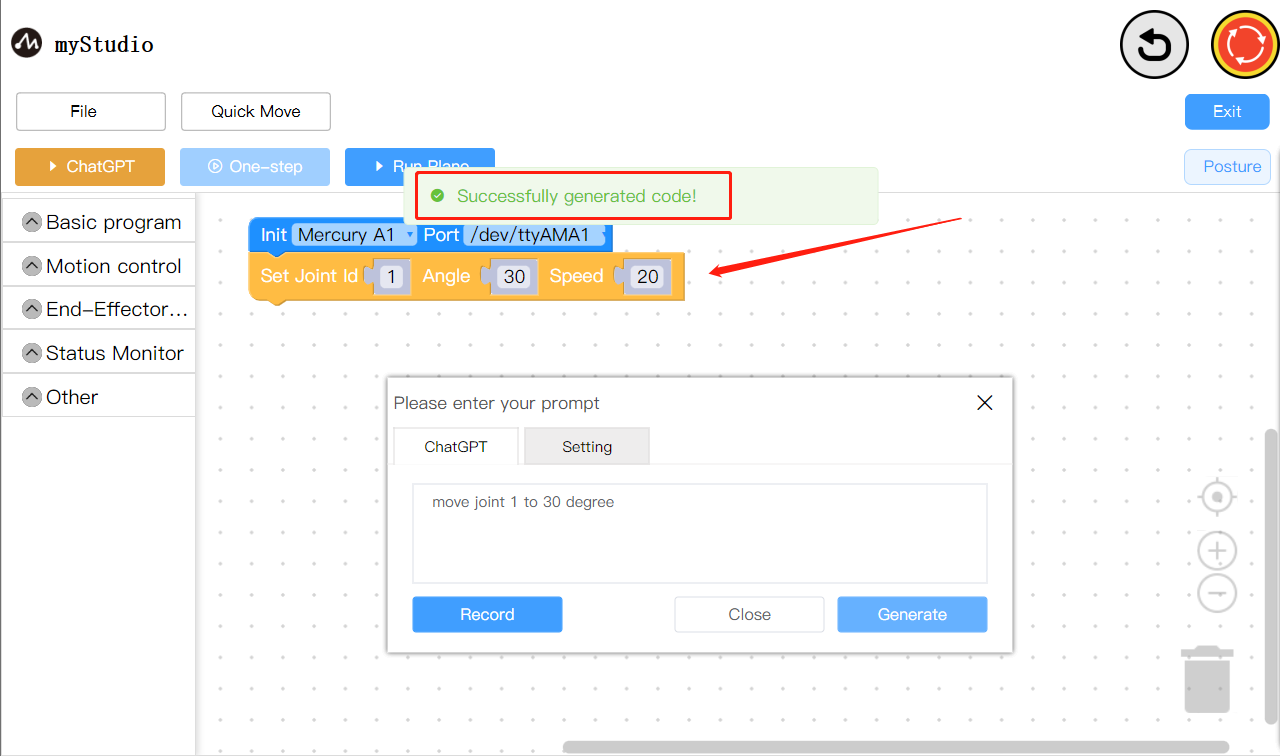 myStudio
File
Quick Move
Exit
ChatGPT
One-step
Run Plane
Posture
Successfully generated code!
Basic program
Motion control
End-Effector...
Status Monitor
Other
Init Mercury A1 Port /dev/ttyAMA1
Set Joint Id 1 Angle 30 Speed 20
Please enter your prompt
ChatGPT
Setting
move joint 1 to 30 degree
Record
Close
Generate